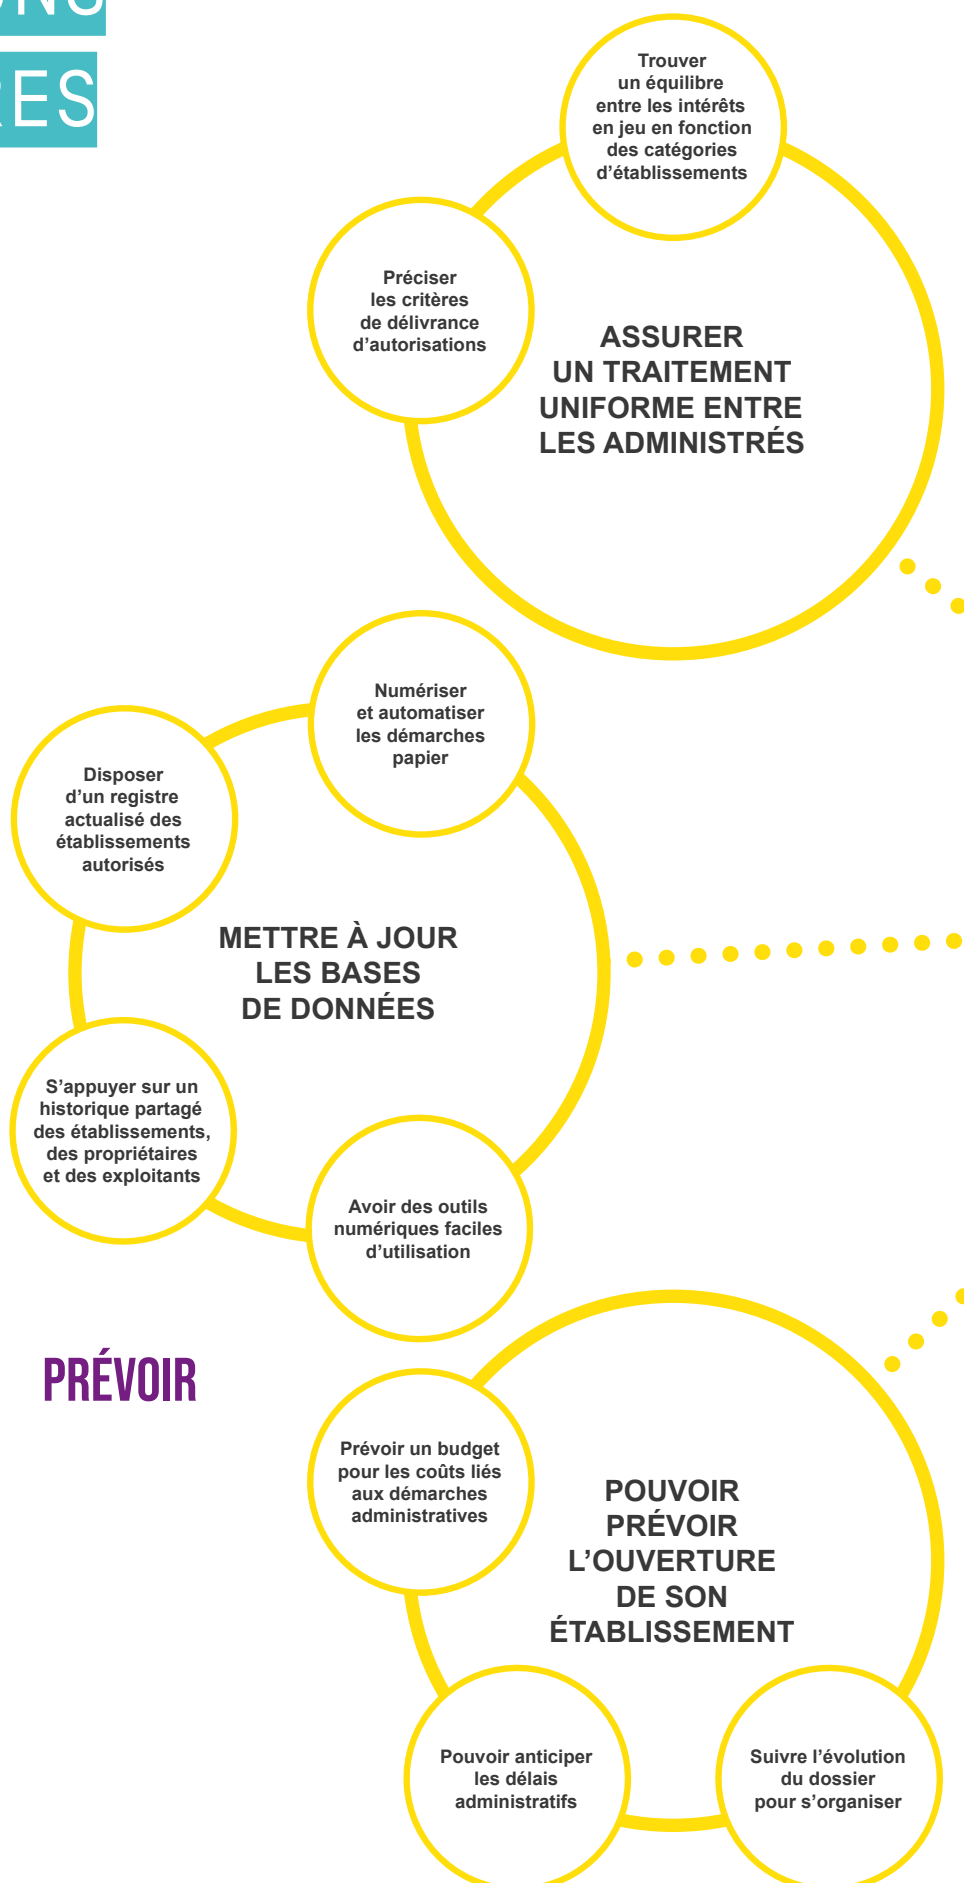 RES
Trouver
un équilibre
entre les intérêts
en jeu en fonction
des catégories
d’établissements
Préciser
les critères
de délivrance
d’autorisations
ASSURER
UN TRAITEMENT
UNIFORME ENTRE
LES ADMINISTRÉS
Numériser
et automatiser
les démarches
papier
Disposer
d’un registre
actualisé des
établissements
autorisés
METTRE À JOUR
LES BASES
DE DONNÉES
S’appuyer sur un
historique partagé
des établissements,
des propriétaires
et des exploitants
Avoir des outils
numériques faciles
d’utilisation
PRÉVOIR
Prévoir un budget
pour les coûts liés
aux démarches
administratives
POUVOIR
PRÉVOIR
L’OUVERTURE
DE SON
ÉTABLISSEMENT
Pouvoir anticiper
les délais
administratifs
Suivre l’évolution
du dossier
pour s’organiser